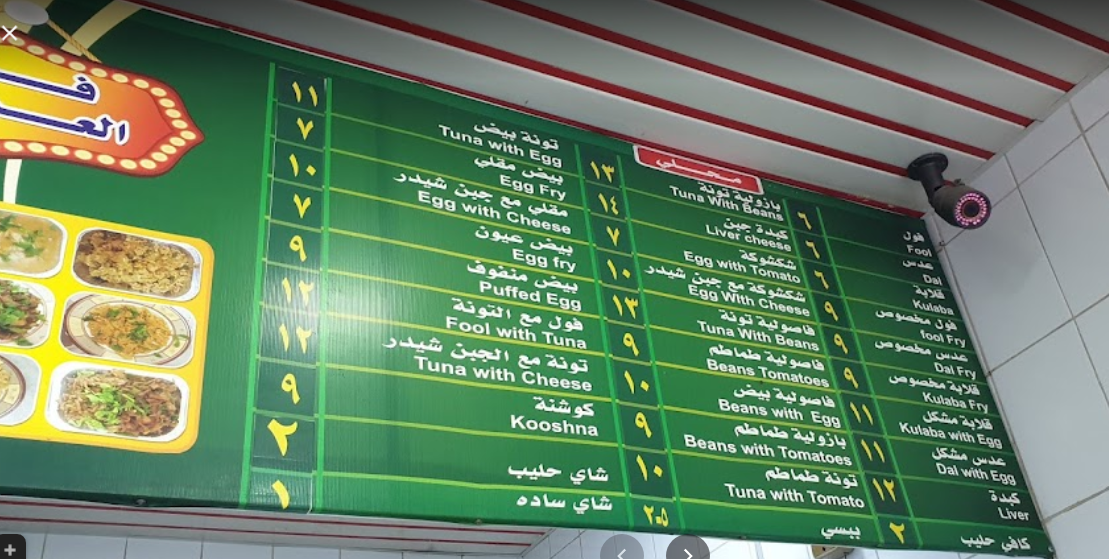 محلي
فول ٦
Fool
عدس ٦
Dal
قلابة ٦
Kulaba
فول مخصوص ٩
fool Fry
عدس مخصوص ٩
Dal Fry
قلابة مخصوص ٩
Kulaba Fry
قلابة مشكل ١١
Kulaba with Egg
عدس مشكل ١١
Dal with Egg
كبدة ١٢
Liver
كافي حليب ٢
بازولية تونة ١٣
Tuna With Beans
كبدة جبن ١٤
Liver cheese
شكشوكة ٧
Egg with Tomato
شكشوكة مع جبن شيدر ١٠
Egg With Cheese
فاصولية تونة ١٣
Tuna With Beans
فاصولية طماطم ٩
Beans Tomatoes
فاصولية بيض ١٠
Beans with Egg
بازولية طماطم ٩
Beans with Tomatoes
تونة طماطم ١٠
Tuna with Tomato
ببسي ٢.٥
تونة بيض ١١
Tuna with Egg
بيض مقلي ٧
Egg Fry
مقلي مع جبن شيدر ١٠
Egg with Cheese
بيض عيون ٧
Egg fry
بيض منفوف ٩
Puffed Egg
فول مع التونة ١٢
Fool with Tuna
تونة مع الجبن شيدر ١٢
Tuna with Cheese
كوشنة ٩
Kooshna
شاي حليب ٢
شاي ساده ١